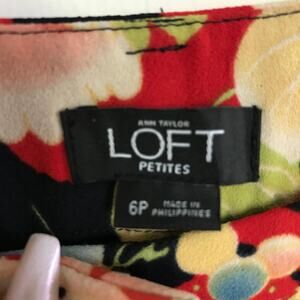 ANN TAYLOR
LOFT
PETITES
6P
MADE IN
PHILIPPINES